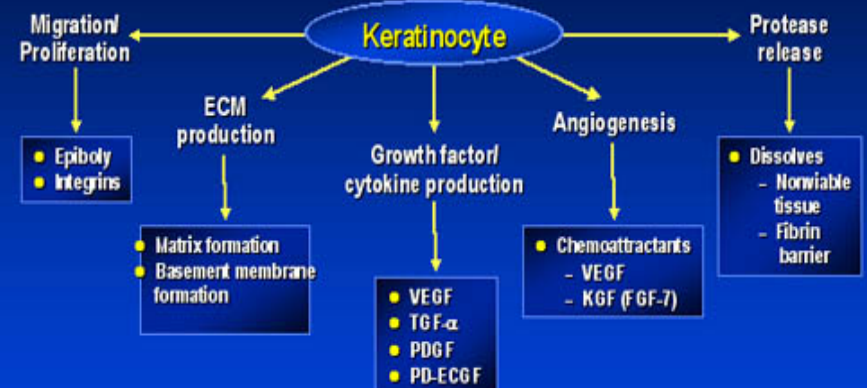 Keratinocyte
Migration/
Proliferation
• Epiboly
• Integrins
ECM
production
• Matrix formation
• Basement membrane
formation
Growth factor/
cytokine production
• VEGF
• TGF-α
• PDGF
• PD-ECGF
Angiogenesis
• Chemoattractants
– VEGF
– KGF (FGF-7)
Protease
release
• Dissolves
– Nonviable
tissue
– Fibrin
barrier